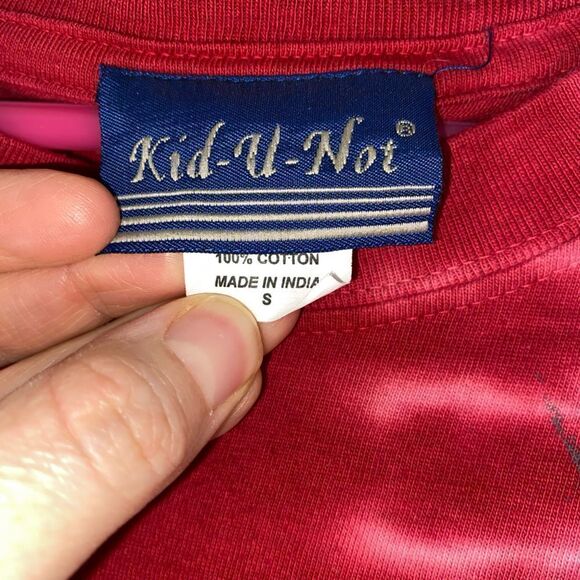 Kid-U-Not®
100% COTTON
MADE IN INDIA
S